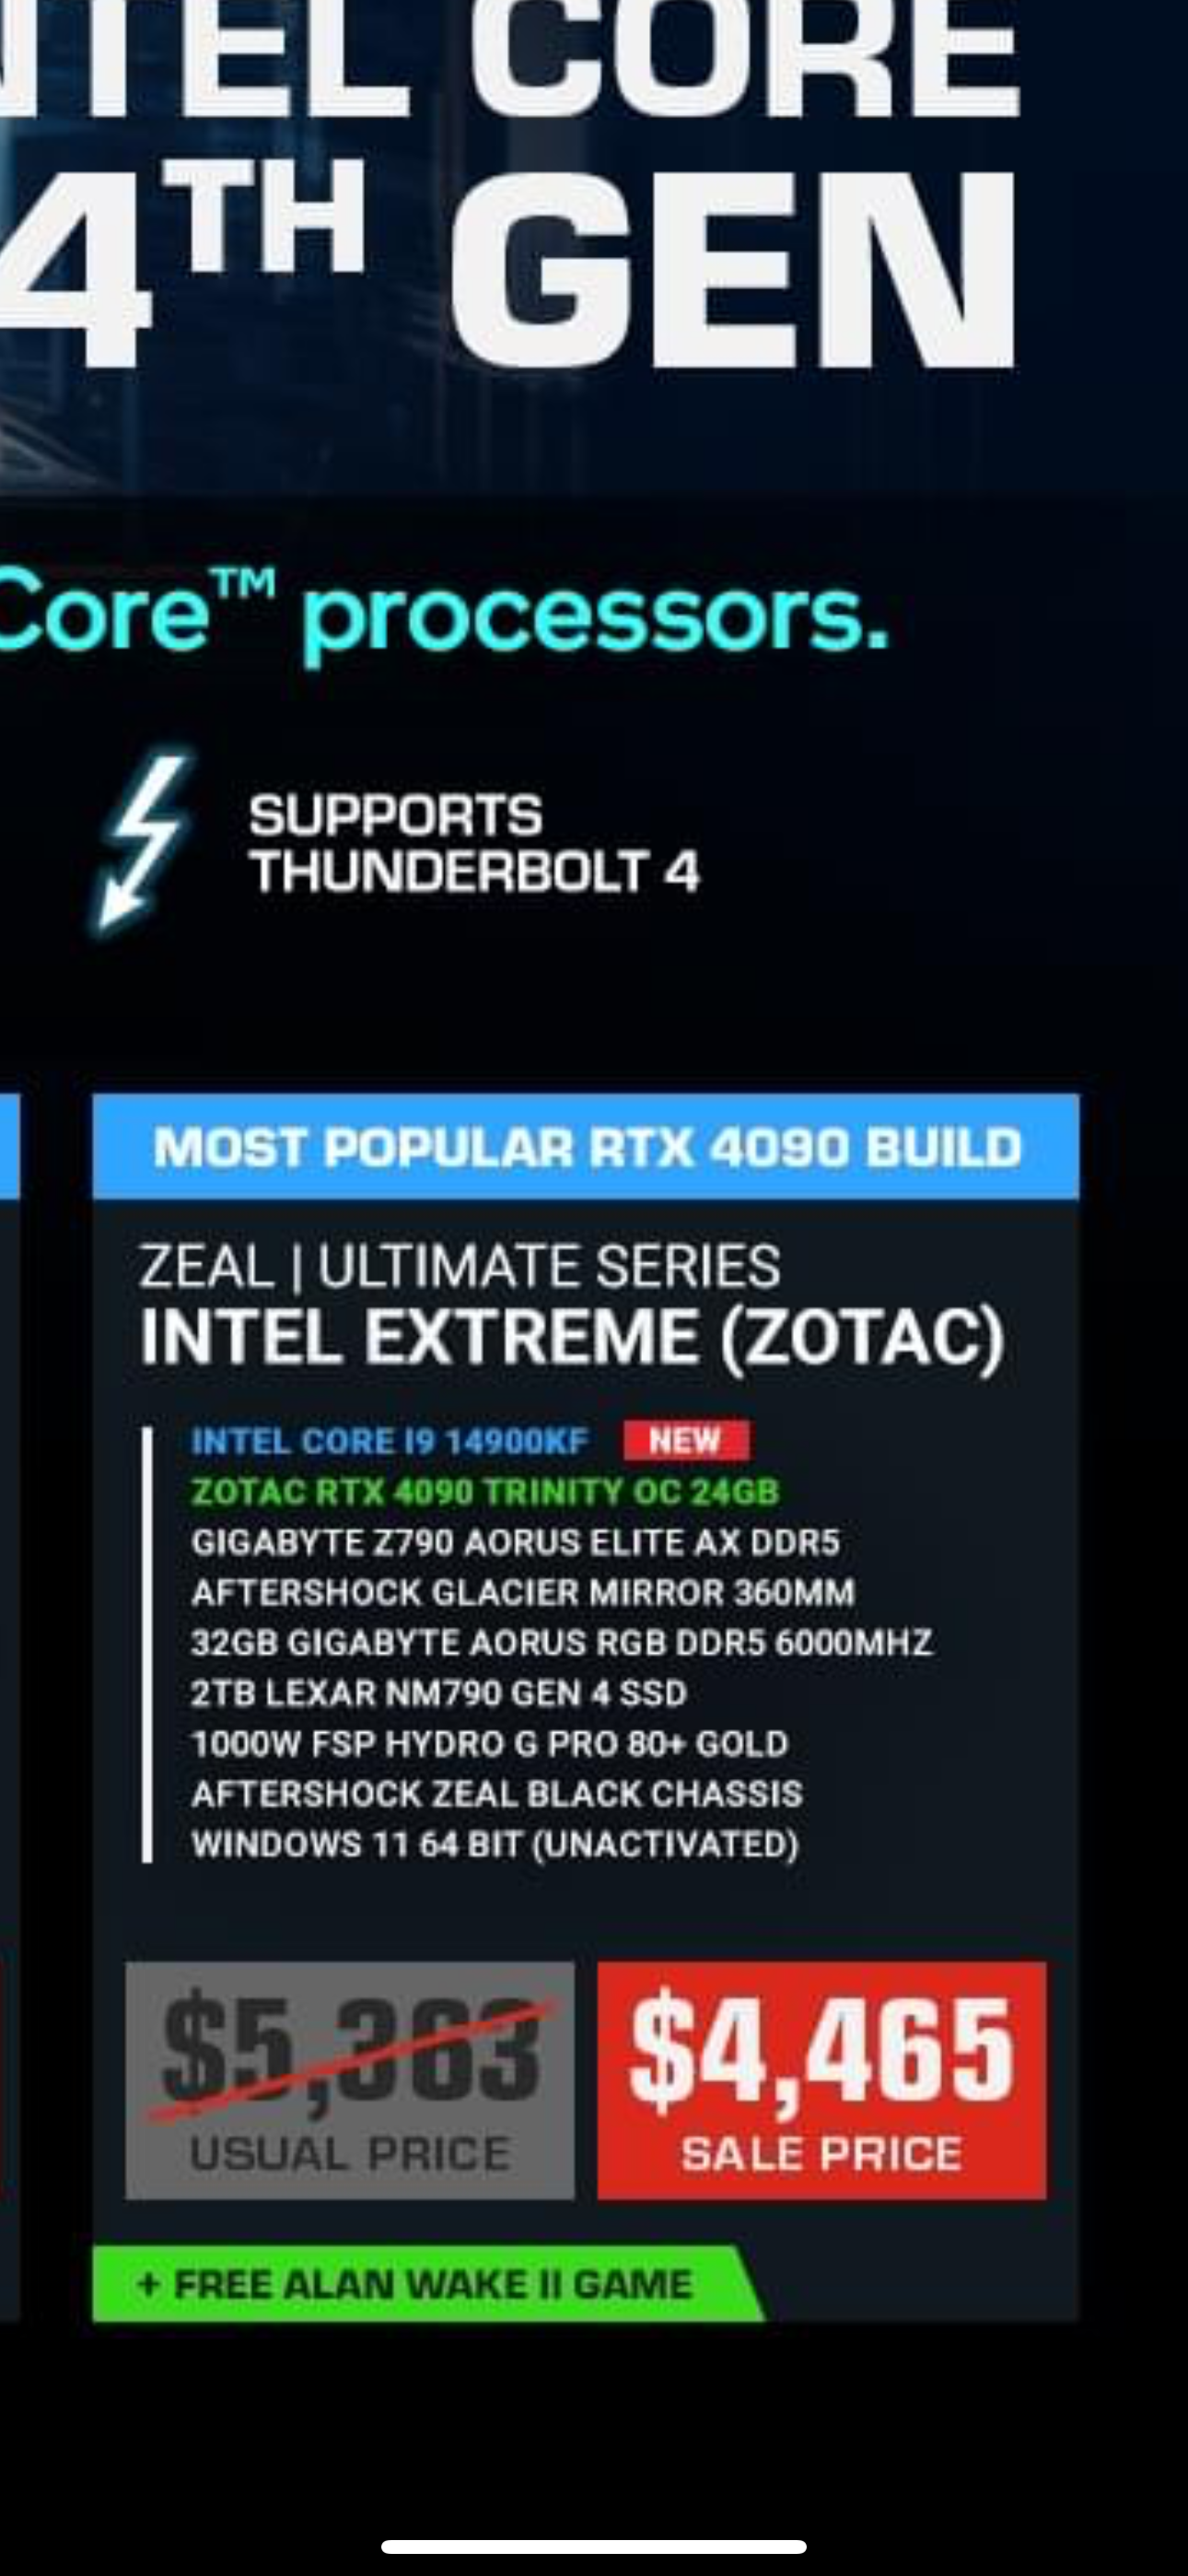 NTEL CORE
4TH GEN
Core™ processors.
SUPPORTS
THUNDERBOLT 4
MOST POPULAR RTX 4090 BUILD
ZEAL | ULTIMATE SERIES
INTEL EXTREME (ZOTAC)
INTEL CORE I9 14900KF NEW
ZOTAC RTX 4090 TRINITY OC 24GB
GIGABYTE Z790 AORUS ELITE AX DDR5
AFTERSHOCK GLACIER MIRROR 360MM
32GB GIGABYTE AORUS RGB DDR5 6000MHZ
2TB LEXAR NM790 GEN 4 SSD
1000W FSP HYDRO G PRO 80+ GOLD
AFTERSHOCK ZEAL BLACK CHASSIS
WINDOWS 11 64 BIT (UNACTIVATED)
$5,363 $4,465
USUAL PRICE SALE PRICE
+ FREE ALAN WAKE II GAME